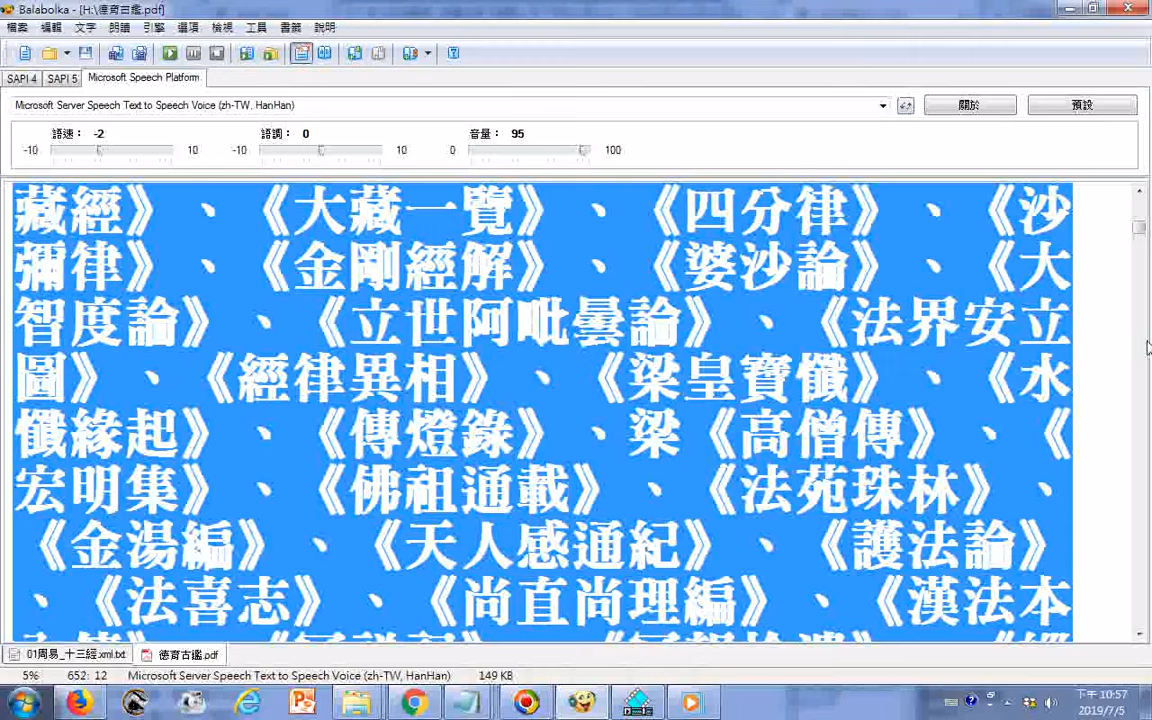 Balabolka - [H:\德育古鑑.pdf]
檔案 編輯 文字 朗讀 引擎 選項 檢視 工具 書籤 說明
SAPI 4 SAPI 5 Microsoft Speech Platform
Microsoft Server Speech Text to Speech Voice (zh-TW, HanHan) 關於 預設
語速： -2 語調： 0 音量： 95
-10 10 -10 10 0 100
藏經》、《大藏一覽》、《四分律》、《沙
彌律》、《金剛經解》、《婆沙論》、《大
智度論》、《立世阿毗曇論》、《法界安立
圖》、《經律異相》、《梁皇寶懺》、《水
懺緣起》、《傳燈錄》、梁《高僧傳》、《
宏明集》、《佛祖通載》、《法苑珠林》、
《金湯編》、《天人感通紀》、《護法論》
、《法喜志》、《尚直尚理編》、《漢法本
01周易_十三經.xml.txt 德育古鑑.pdf
5% 652: 12 Microsoft Server Speech Text to Speech Voice (zh-TW, HanHan) 149 KB
下午 10:57
2019/7/5